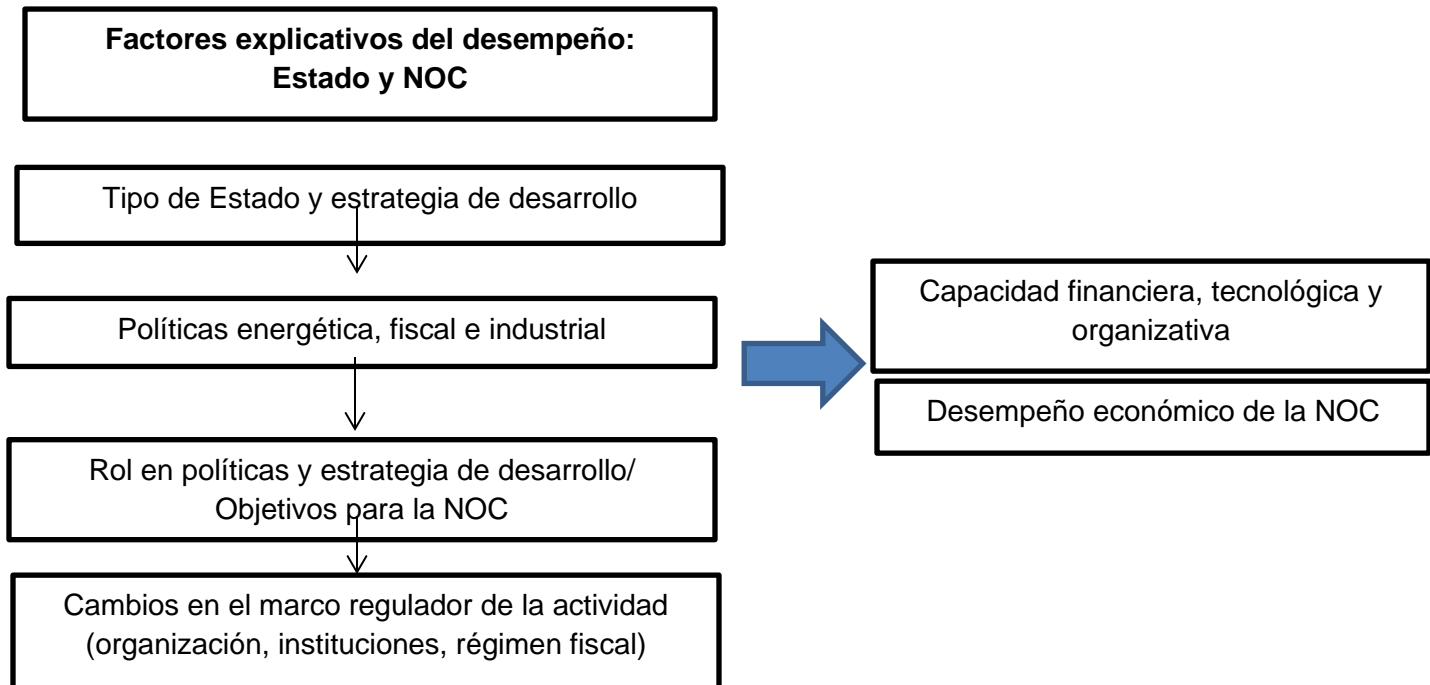 Factores explicativos del desempeño:
Estado y NOC
Tipo de Estado y estrategia de desarrollo
Políticas energética, fiscal e industrial
Rol en políticas y estrategia de desarrollo/
Objetivos para la NOC
Cambios en el marco regulador de la actividad
(organización, instituciones, régimen fiscal)
Capacidad financiera, tecnológica y
organizativa
Desempeño económico de la NOC